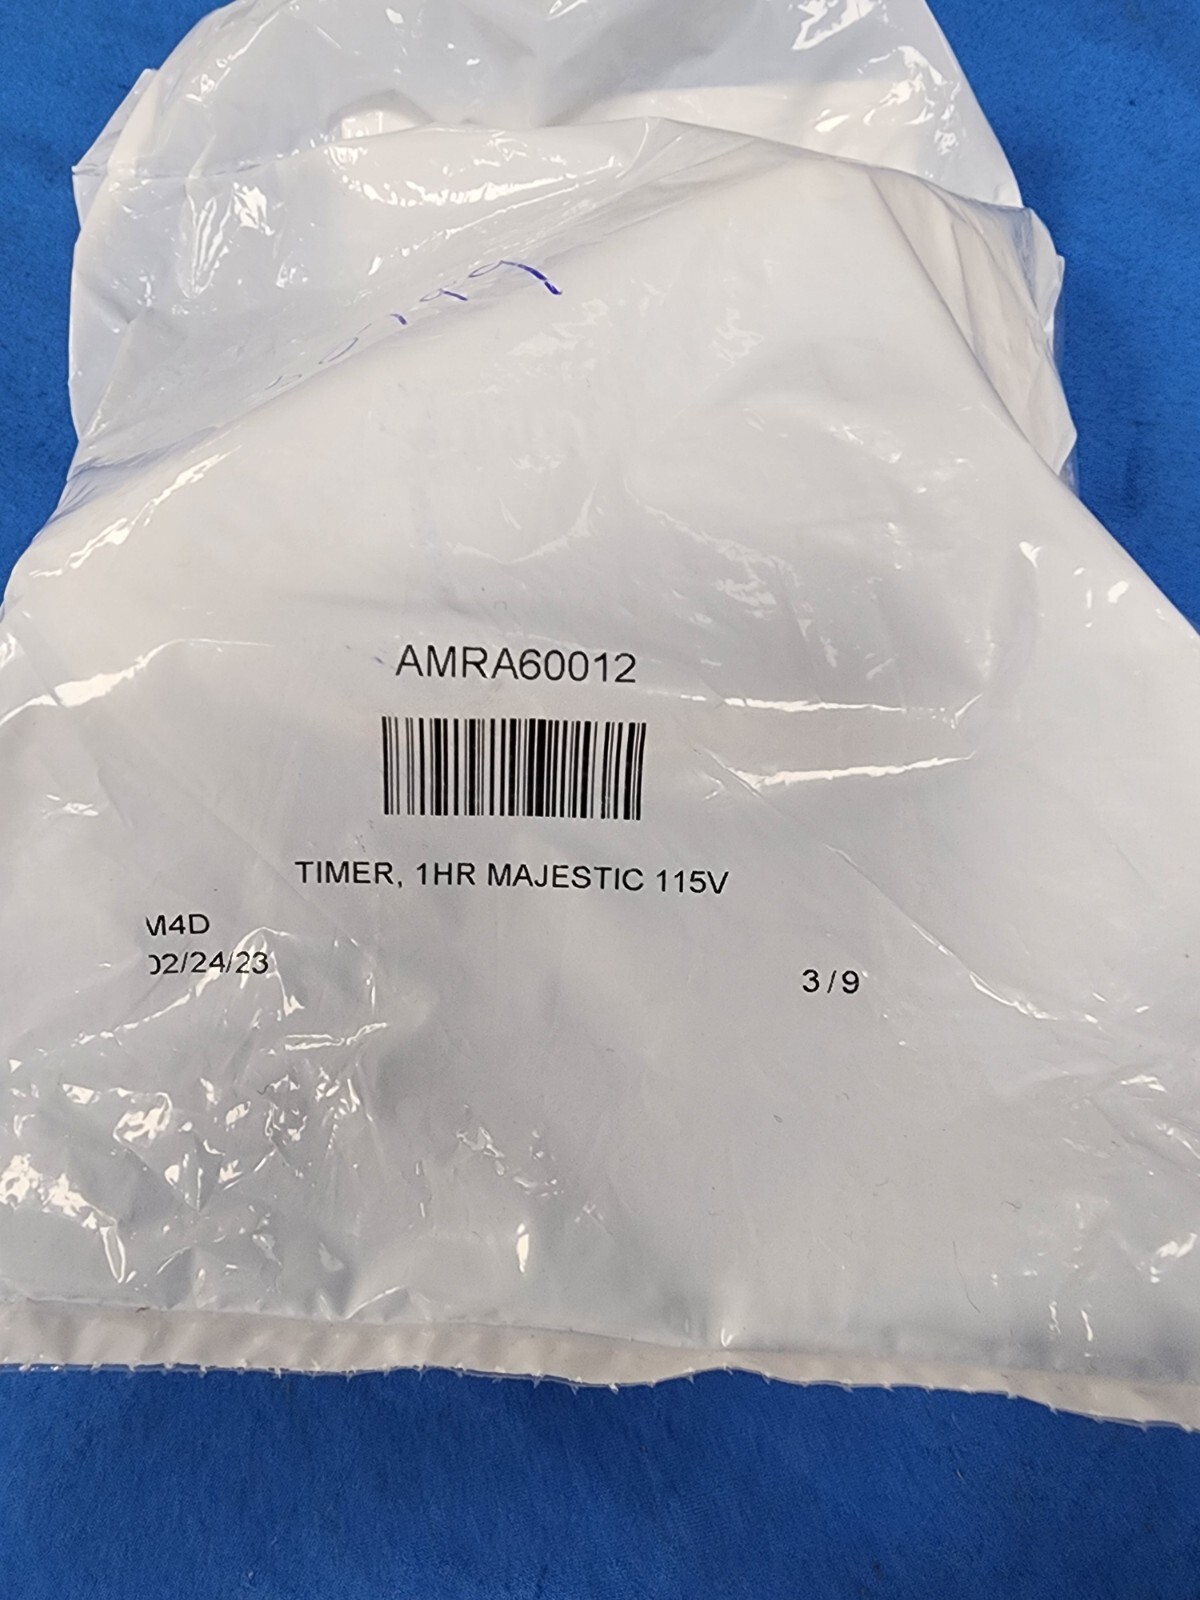 AMRA60012
TIMER, 1HR MAJESTIC 115V
M4D
02/24/23
3/9